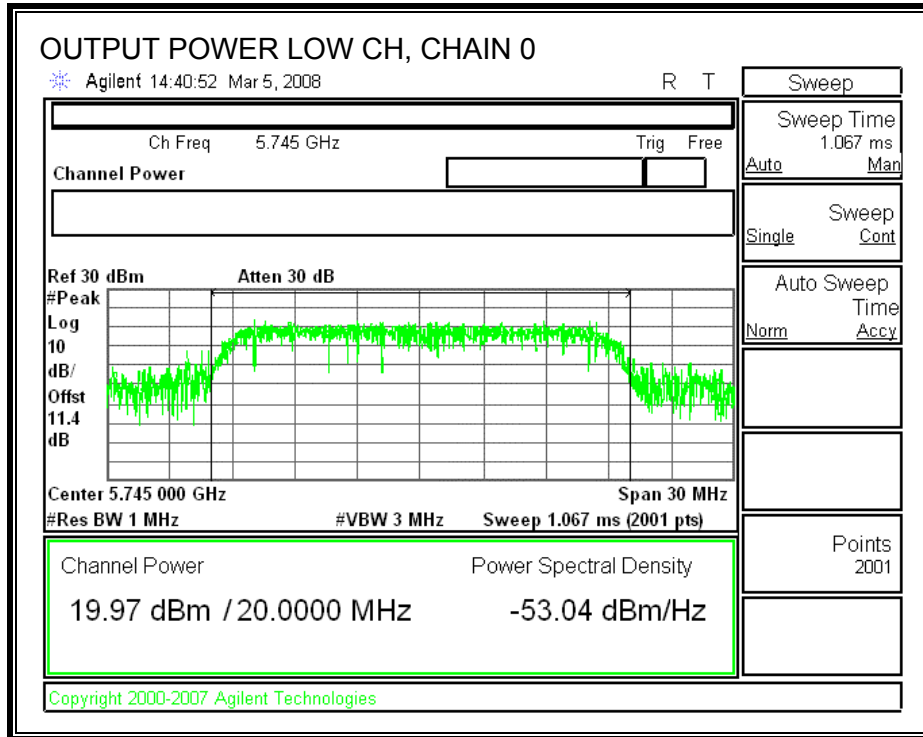 OUTPUT POWER LOW CH, CHAIN 0
Agilent 14:40:52 Mar 5, 2008 R T
Ch Freq 5.745 GHz Trig Free
Channel Power
Ref 30 dBm Atten 30 dB
#Peak
Log
10
dB/
Offst
11.4
dB
Center 5.745 000 GHz Span 30 MHz
#Res BW 1 MHz #VBW 3 MHz Sweep 1.067 ms (2001 pts)
Channel Power Power Spectral Density
19.97 dBm / 20.0000 MHz -53.04 dBm/Hz
Copyright 2000-2007 Agilent Technologies
Sweep
Sweep Time
1.067 ms
Auto Man
Sweep
Single Cont
Auto Sweep
Time
Norm Accy
Points
2001